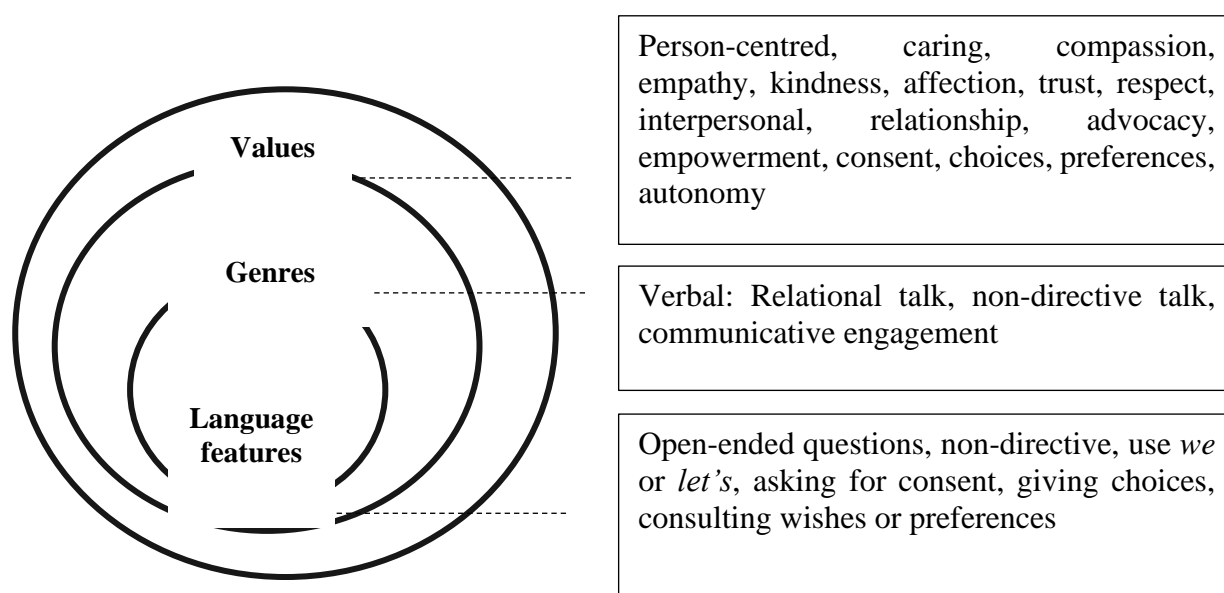 Values
Genres
Language
features
Person-centred, caring, compassion,
empathy, kindness, affection, trust, respect,
interpersonal, relationship, advocacy,
empowerment, consent, choices, preferences,
autonomy
Verbal: Relational talk, non-directive talk,
communicative engagement
Open-ended questions, non-directive, use we
or let’s, asking for consent, giving choices,
consulting wishes or preferences